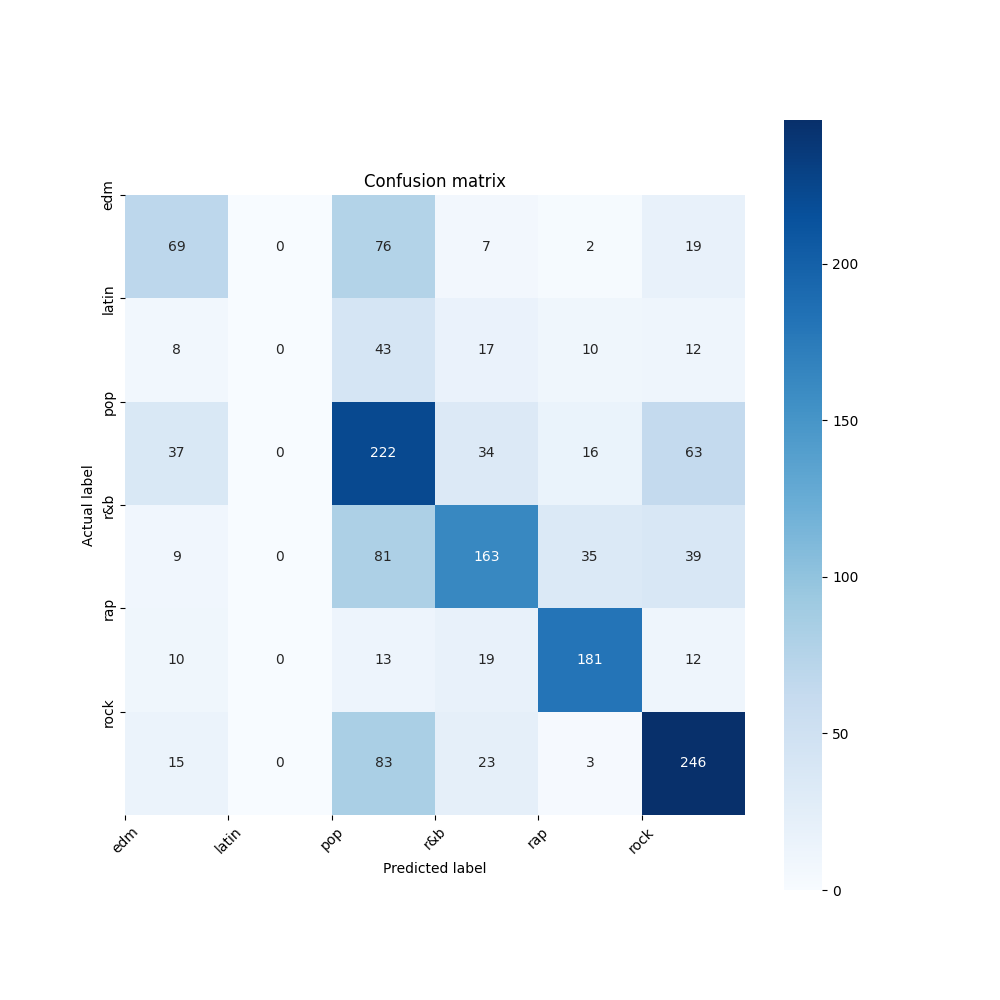 Confusion matrix
edm
69 0 76 7 2 19
latin
8 0 43 17 10 12
pop
37 0 222 34 16 63
r&b
9 0 81 163 35 39
rap
10 0 13 19 181 12
rock
15 0 83 23 3 246
Actual label
edm latin pop r&b rap rock
Predicted label
200
150
100
50
0